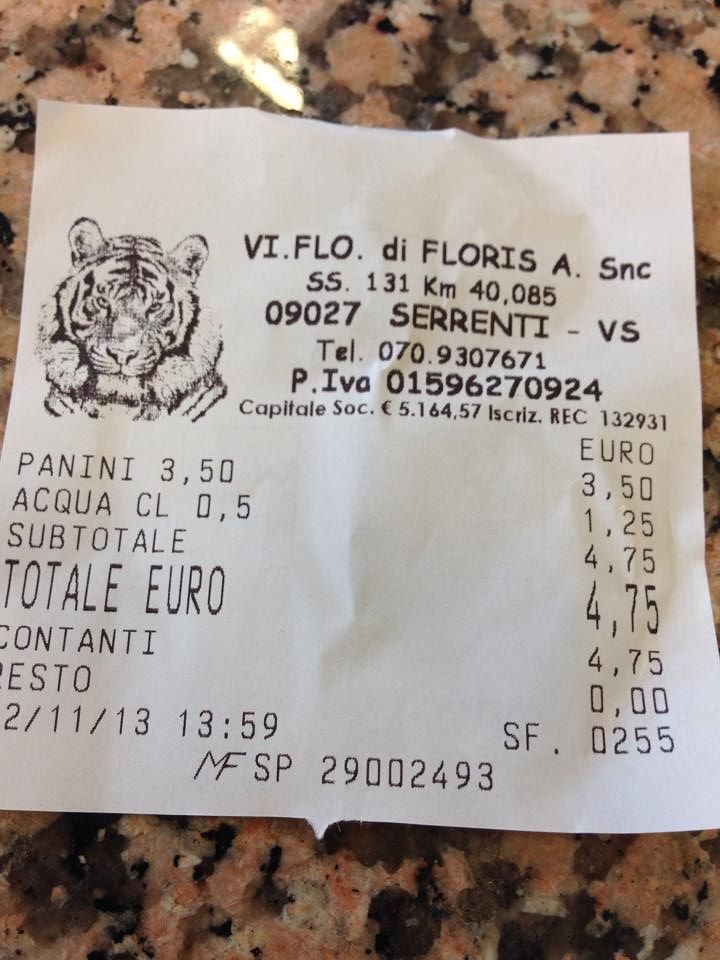 VI.FLO. di FLORIS A. Snc
SS. 131 Km 40,085
09027 SERRENTI - VS
Tel. 070.9307671
P.Iva 01596270924
Capitale Soc. € 5.164,57 Iscriz. REC 132931
EURO
PANINI 3,50 3,50
ACQUA CL 0,5 1,25
SUBTOTALE 4,75
TOTALE EURO 4,75
CONTANTI 4,75
RESTO 0,00
2/11/13 13:59 SF. 0255
MF SP 29002493